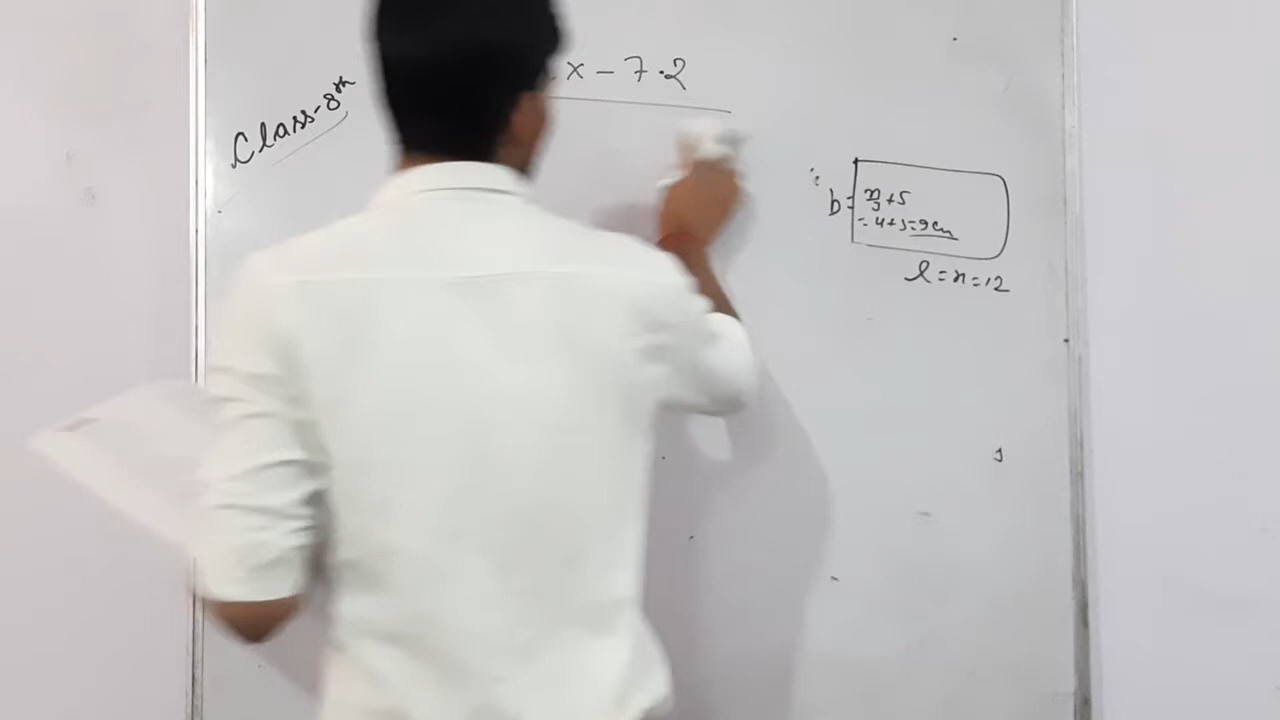 x - 7.2
Class-8th
b = x/3 + 5
= 4+5=9cm
l = x = 12